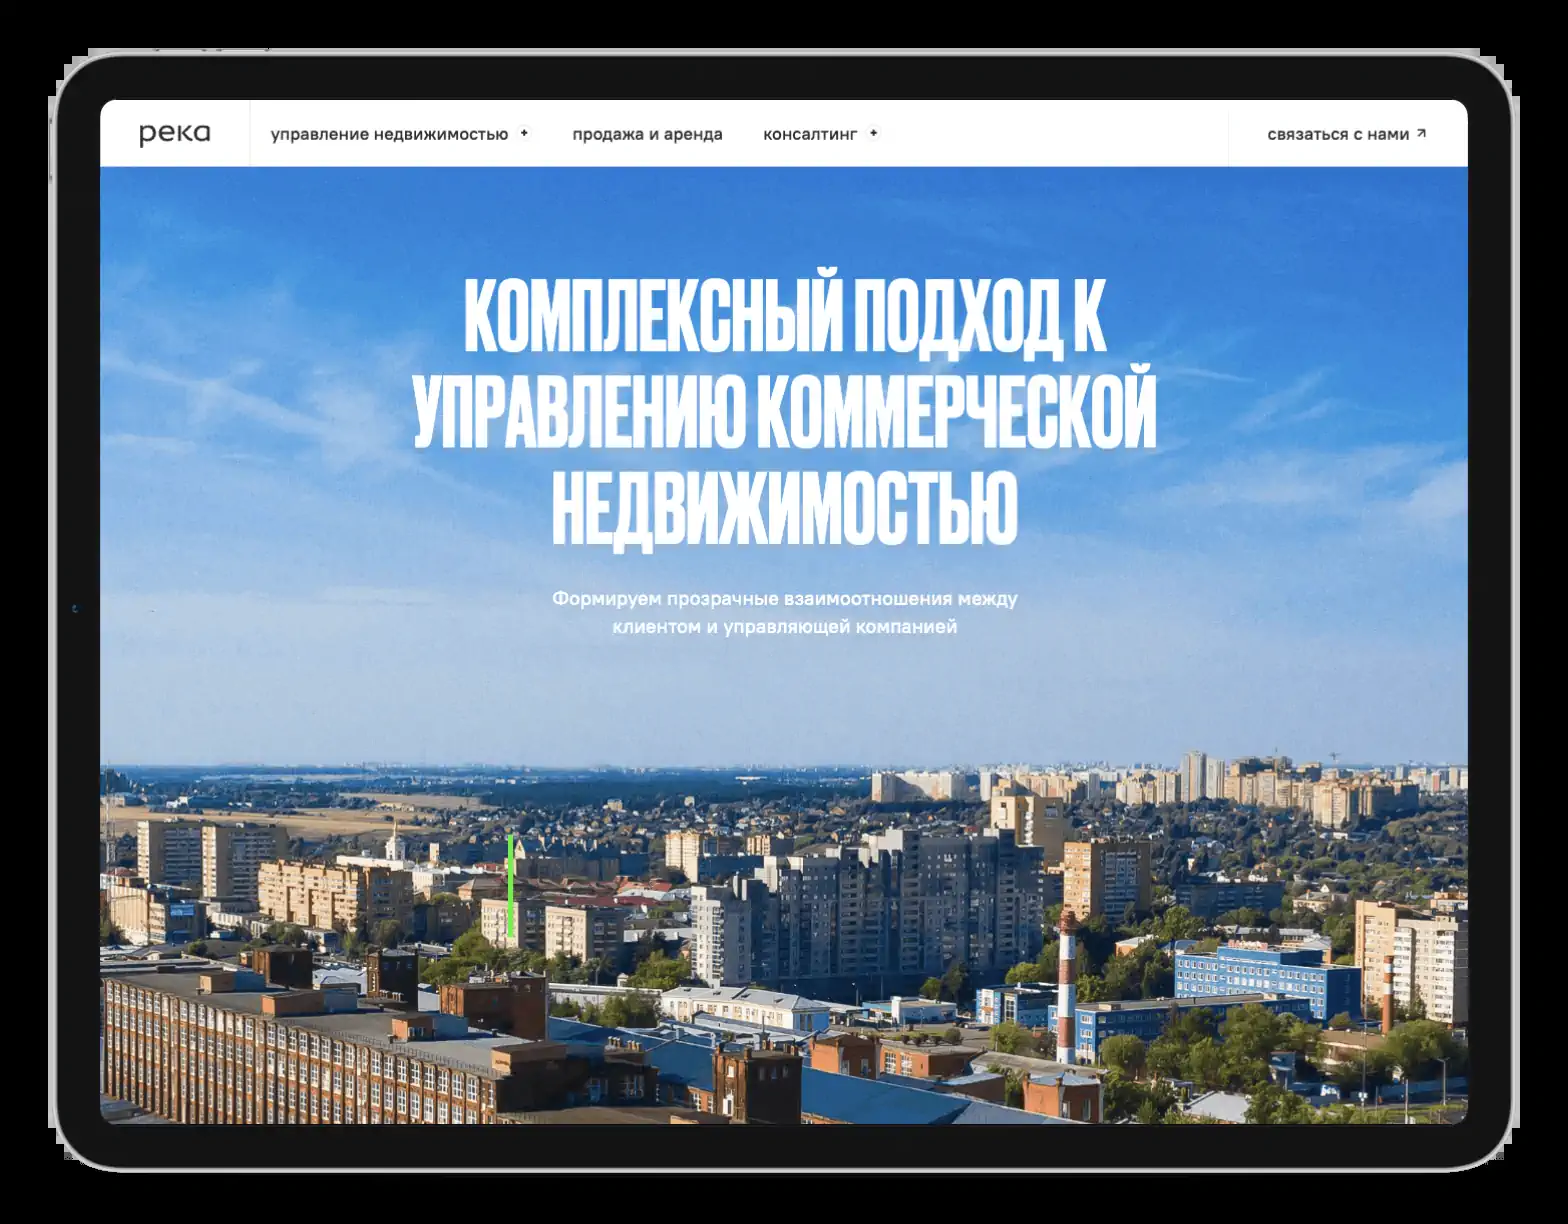 река
управление недвижимостью +
продажа и аренда
консалтинг +
связаться с нами ↗
КОМПЛЕКСНЫЙ ПОДХОД К
УПРАВЛЕНИЮ КОММЕРЧЕСКОЙ
НЕДВИЖИМОСТЬЮ
Формируем прозрачные взаимоотношения между
клиентом и управляющей компанией